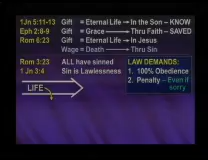 1Jn 5:11-13 Gift = Eternal Life → In the Son – KNOW
Eph 2:8-9 Gift = Grace → Thru Faith – SAVED
Rom 6:23 Gift = Eternal Life → In Jesus
Wage = Death → Thru Sin
Rom 3:23 ALL have sinned
1 Jn 3:4 Sin is Lawlessness
LAW DEMANDS:
1. 100% Obedience
2. Penalty – Even if sorry
LIFE